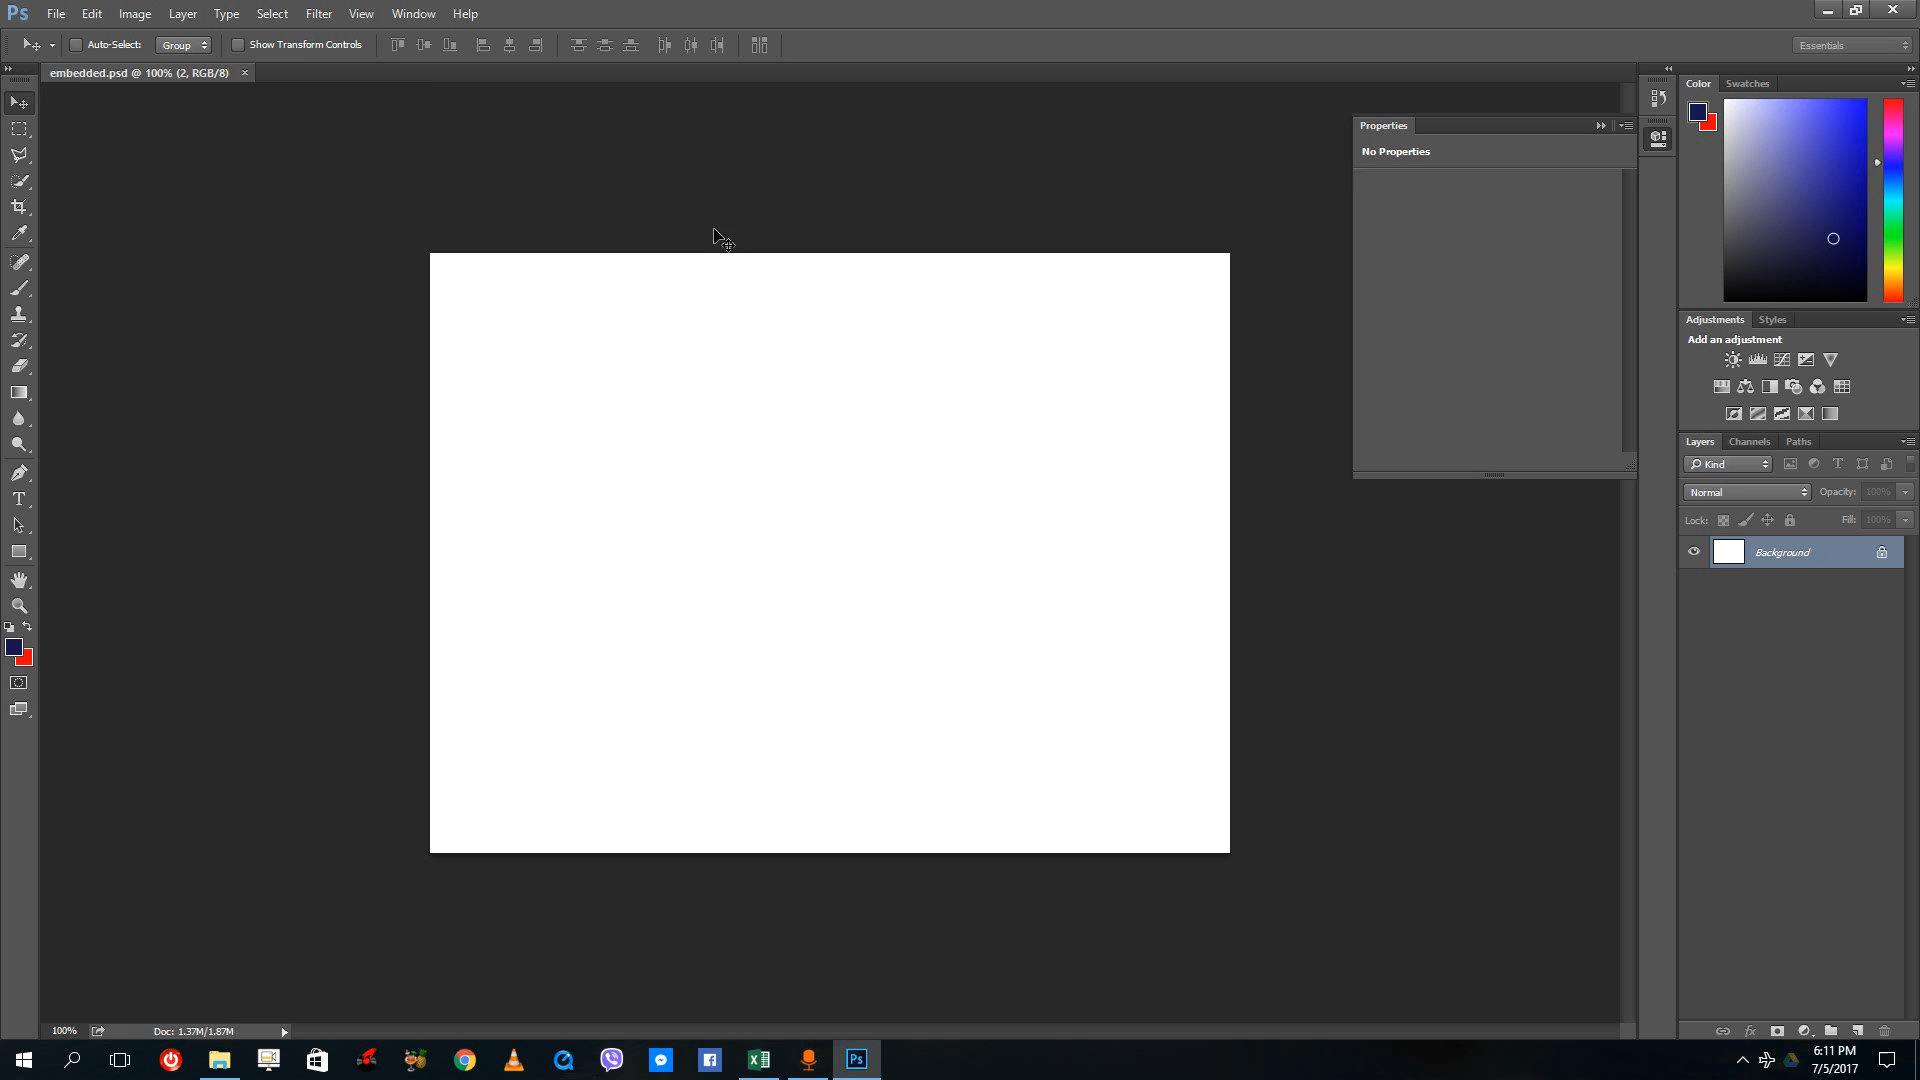 Ps File Edit Image Layer Type Select Filter View Window Help
Auto-Select: Group Show Transform Controls Essentials
embedded.psd @ 100% (2, RGB/8) ×
Color Swatches
Properties
No Properties
Adjustments Styles
Add an adjustment
Layers Channels Paths
Kind
Normal Opacity: 100%
Lock: Fill: 100%
Background
100% Doc: 1.37M/1.87M
6:11 PM
7/5/2017